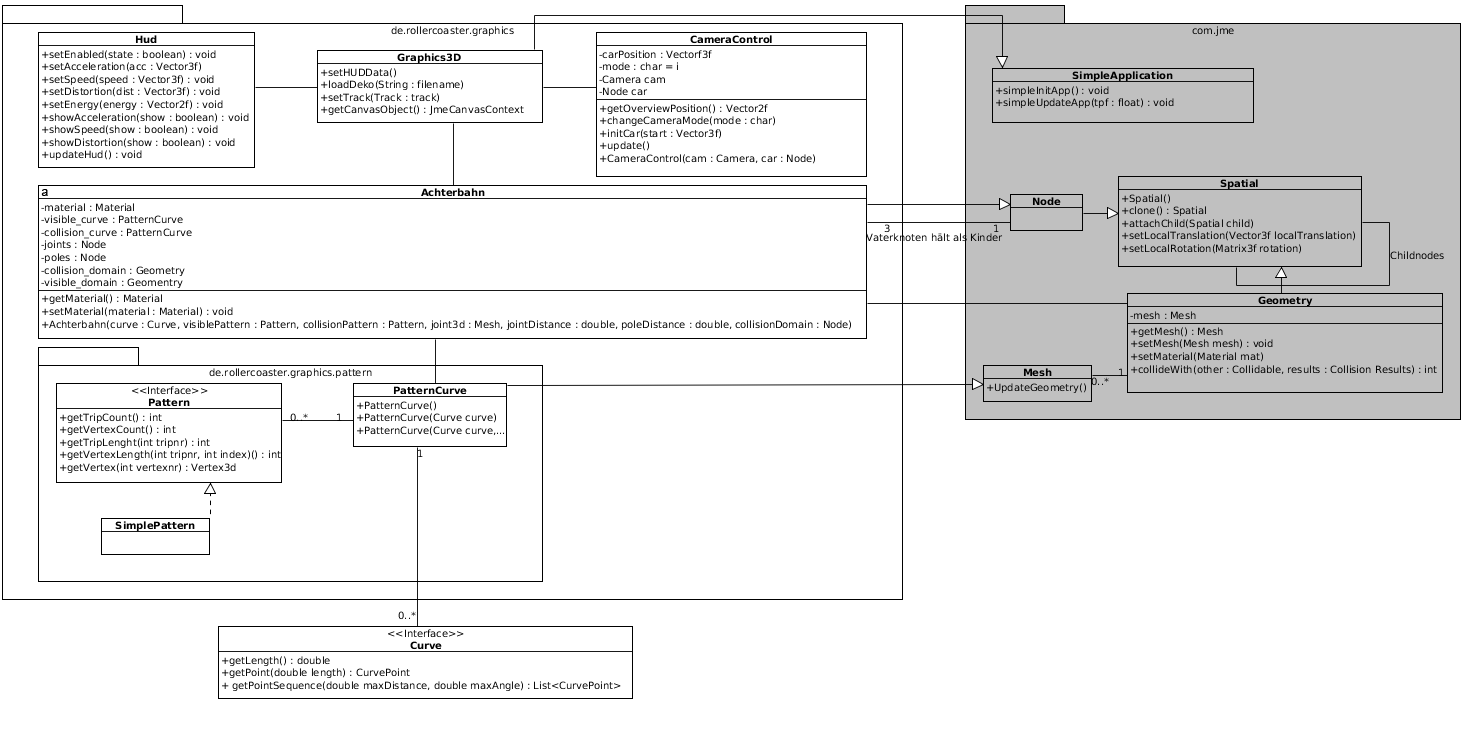 de.rollercoaster.graphics
Hud
+setEnabled(state : boolean) : void
+setAcceleration(acc : Vector3f)
+setSpeed(speed : Vector3f) : void
+setDistortion(dist : Vector3f) : void
+setEnergy(energy : Vector2f) : void
+showAcceleration(show : boolean) : void
+showSpeed(show : boolean) : void
+showDistortion(show : boolean) : void
+updateHud() : void
Graphics3D
+setHUDData()
+loadDeko(String : filename)
+setTrack(Track : track)
+getCanvasObject() : JmeCanvasContext
CameraControl
-carPosition : Vectorf3f
-mode : char = i
-Camera cam
-Node car
+getOverviewPosition() : Vector2f
+changeCameraMode(mode : char)
+initCar(start : Vector3f)
+update()
+CameraControl(cam : Camera, car : Node)
com.jme
SimpleApplication
+simpleInitApp() : void
+simpleUpdateApp(tpf : float) : void
a
Achterbahn
-material : Material
-visible_curve : PatternCurve
-collision_curve : PatternCurve
-joints : Node
-poles : Node
-collision_domain : Geometry
-visible_domain : Geomentry
+getMaterial() : Material
+setMaterial(material : Material) : void
+Achterbahn(curve : Curve, visiblePattern : Pattern, collisionPattern : Pattern, joint3d : Mesh, jointDistance : double, poleDistance : double, collisionDomain : Node)
3
1
Vaterknoten hält als Kinder
Node
Spatial
+Spatial()
+clone() : Spatial
+attachChild(Spatial child)
+setLocalTranslation(Vector3f localTranslation)
+setLocalRotation(Matrix3f rotation)
Childnodes
Geometry
-mesh : Mesh
+getMesh() : Mesh
+setMesh(Mesh mesh) : void
+setMaterial(Material mat)
+collideWith(other : Collidable, results : Collision Results) : int
Mesh
+UpdateGeometry()
0..*
1
de.rollercoaster.graphics.pattern
<<Interface>>
Pattern
+getTripCount() : int
+getVertexCount() : int
+getTripLenght(int tripnr) : int
+getVertexLength(int tripnr, int index)() : int
+getVertex(int vertexnr) : Vertex3d
0..*
1
PatternCurve
+PatternCurve()
+PatternCurve(Curve curve)
+PatternCurve(Curve curve,...
1
SimplePattern
0..*
<<Interface>>
Curve
+getLength() : double
+getPoint(double length) : CurvePoint
+ getPointSequence(double maxDistance, double maxAngle) : List<CurvePoint>